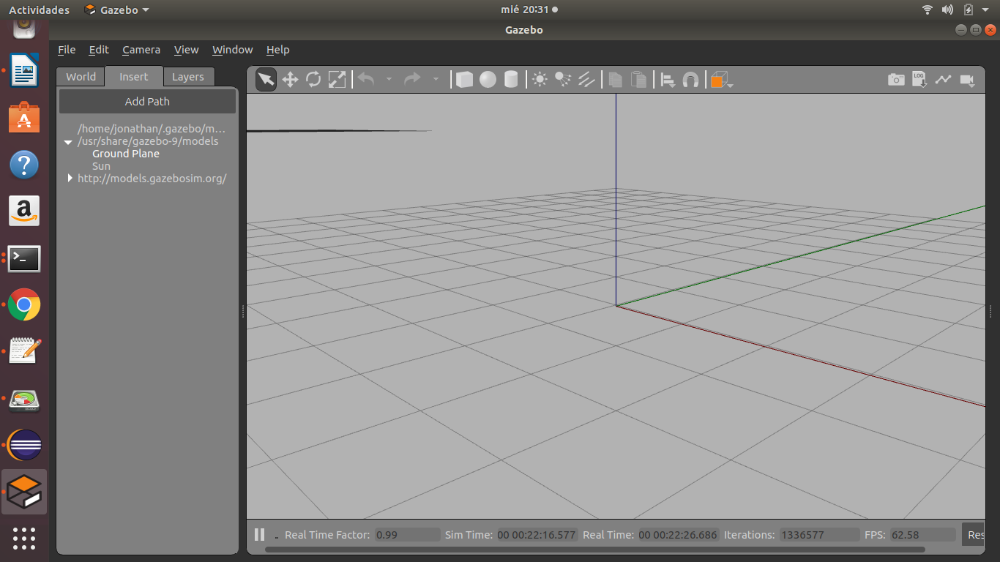 Actividades Gazebo mié 20:31
Gazebo
File Edit Camera View Window Help
World Insert Layers
Add Path
/home/jonathan/.gazebo/m...
/usr/share/gazebo-9/models
Ground Plane
Sun
http://models.gazebosim.org/
LOG
Real Time Factor: 0.99 Sim Time: 00 00:22:16.577 Real Time: 00 00:22:26.686 Iterations: 1336577 FPS: 62.58 Res